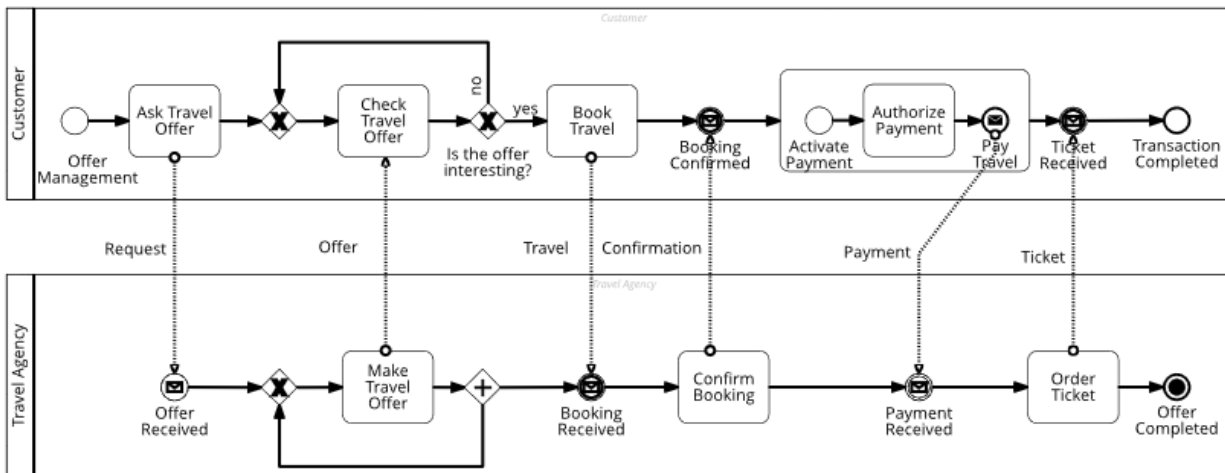 Customer
Customer
Ask Travel
Offer
Check
Travel
Offer
no
yes
Book
Travel
Authorize
Payment
Offer
Management
Is the offer
interesting?
Booking
Confirmed
Activate
Payment
Pay
Travel
Ticket
Received
Transaction
Completed
Request
Offer
Travel
Confirmation
Payment
Ticket
Travel Agency
Travel Agency
Make
Travel
Offer
Confirm
Booking
Order
Ticket
Offer
Received
Booking
Received
Payment
Received
Offer
Completed